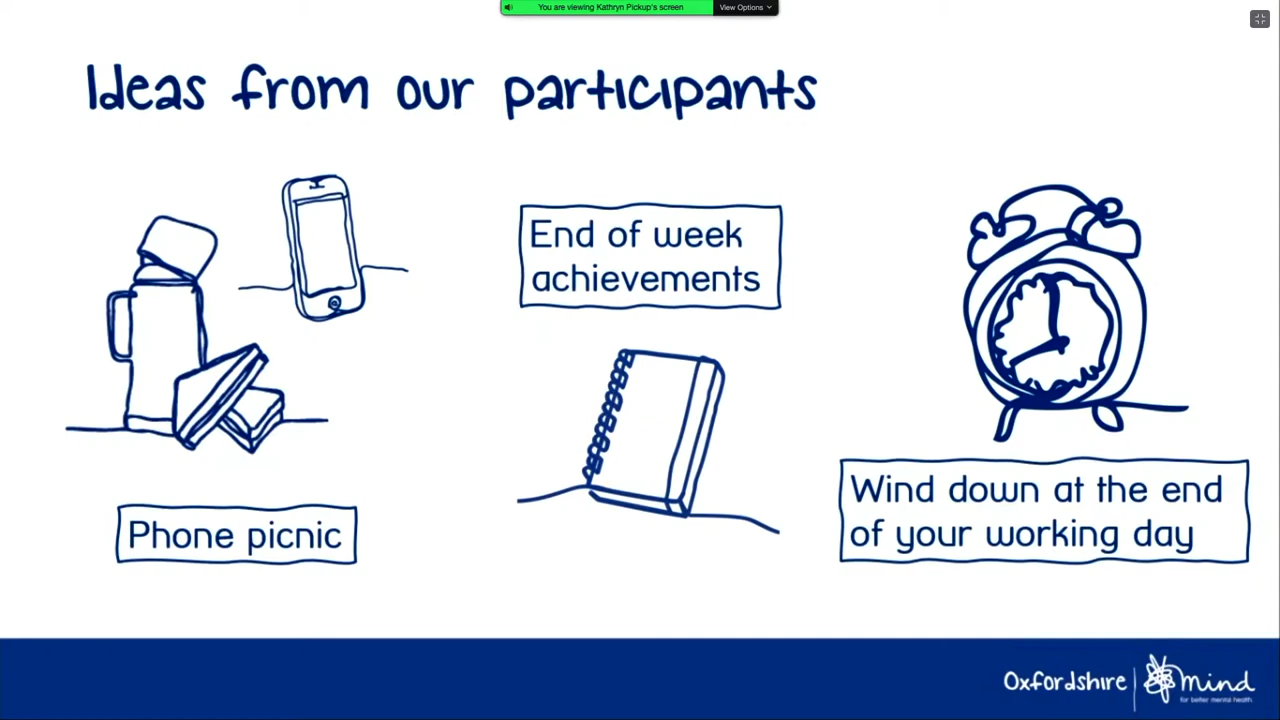 You are viewing Kathryn Pickup's screen
View Options
Ideas from our participants
Phone picnic
End of week
achievements
Wind down at the end
of your working day
Oxfordshire
mind
for better mental health